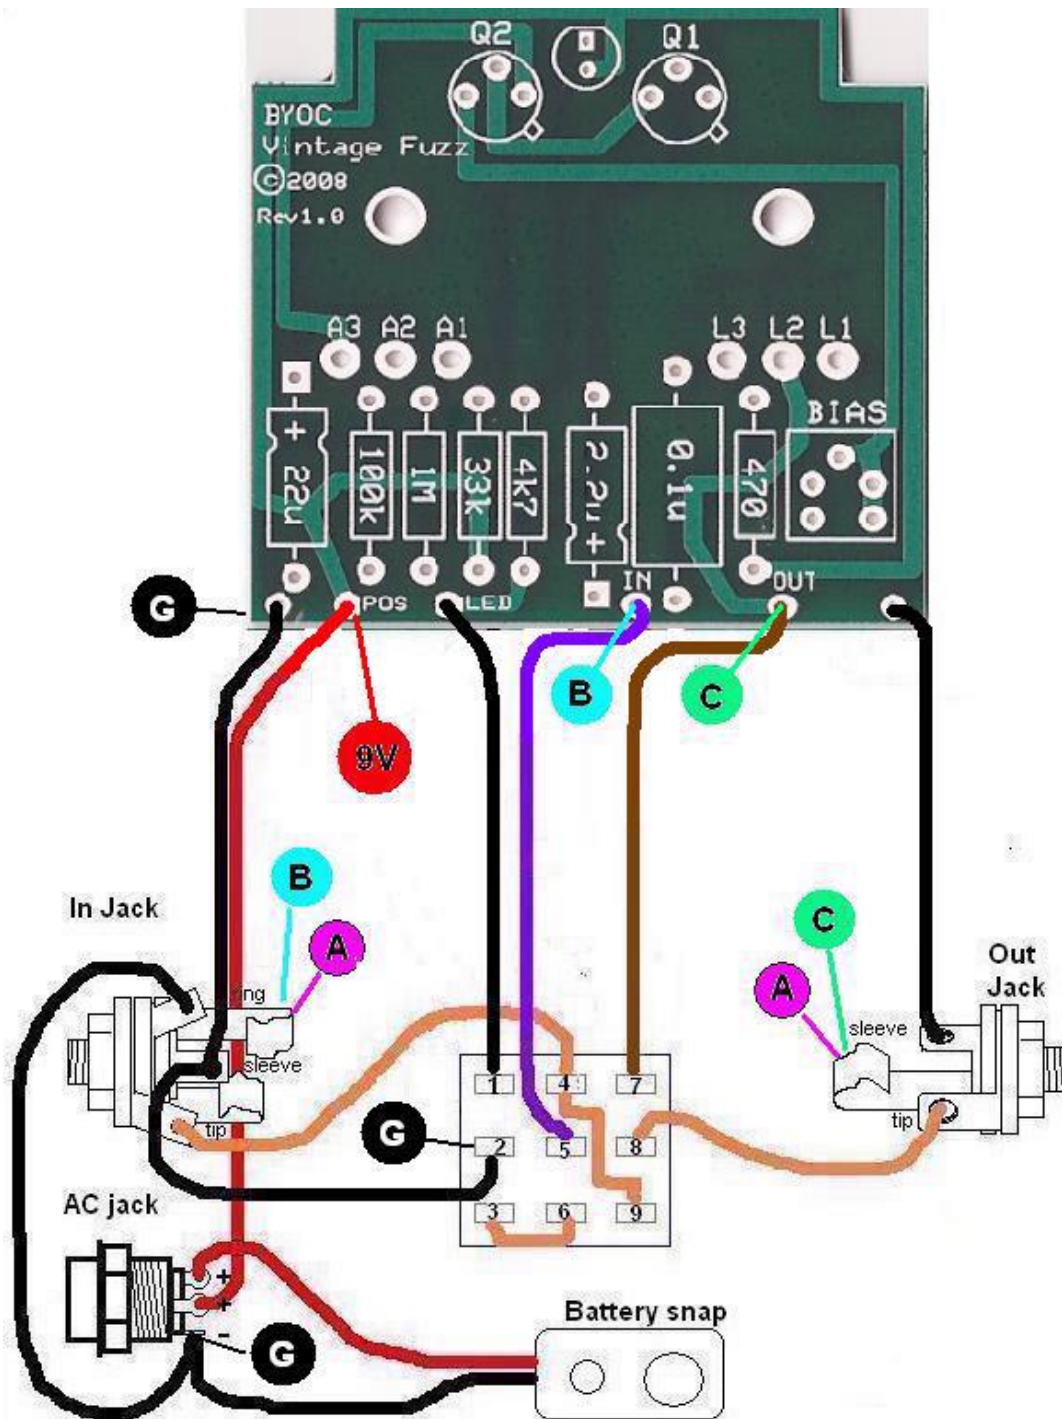 Q2 Q1
BYOC
Vintage Fuzz
©2008
Rev1.0
A3 A2 A1 L3 L2 L1
BIAS
+ 22u 100k 1M 33k 4k7 2.2u + 0.1u 470
IN OUT
G POS LED
B C
9V
B
In Jack A C
A Out
Jack
ring sleeve
sleeve
tip tip
1 4 7
G 2 5 8
3 6 9
AC jack
+
+
-
G
Battery snap